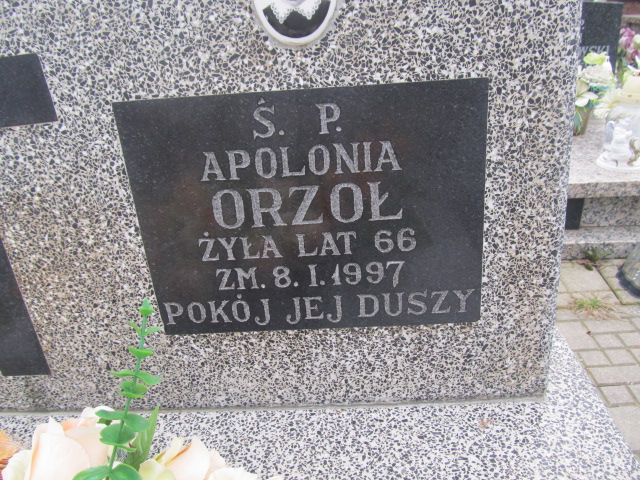 Ś. P.
APOLONIA
ORZOŁ
ŻYŁA LAT 66
ZM. 8. I. 1997
POKÓJ JEJ DUSZY